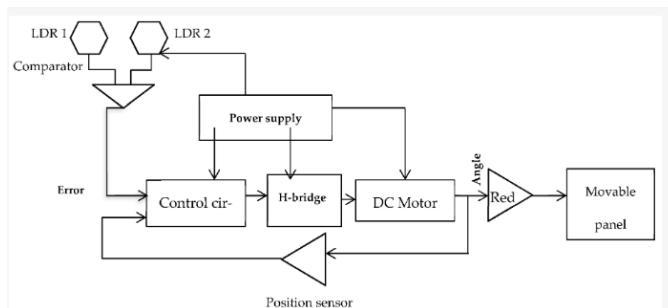 LDR 1
LDR 2
Comparator
Power supply
Error
Control cir-
H-bridge
DC Motor
Angle
Red
Movable
panel
Position sensor